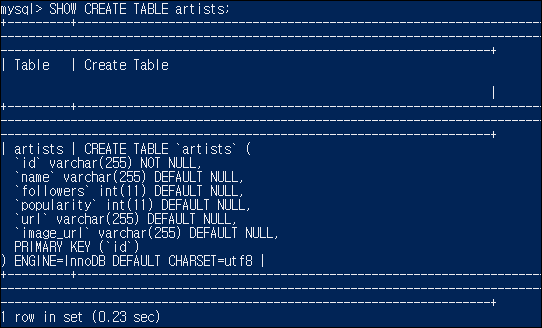 mysql> SHOW CREATE TABLE artists;
| Table | Create Table |
| artists | CREATE TABLE `artists` (
`id` varchar(255) NOT NULL,
`name` varchar(255) DEFAULT NULL,
`followers` int(11) DEFAULT NULL,
`popularity` int(11) DEFAULT NULL,
`url` varchar(255) DEFAULT NULL,
`image_url` varchar(255) DEFAULT NULL,
PRIMARY KEY (`id`)
) ENGINE=InnoDB DEFAULT CHARSET=utf8 |
1 row in set (0.23 sec)